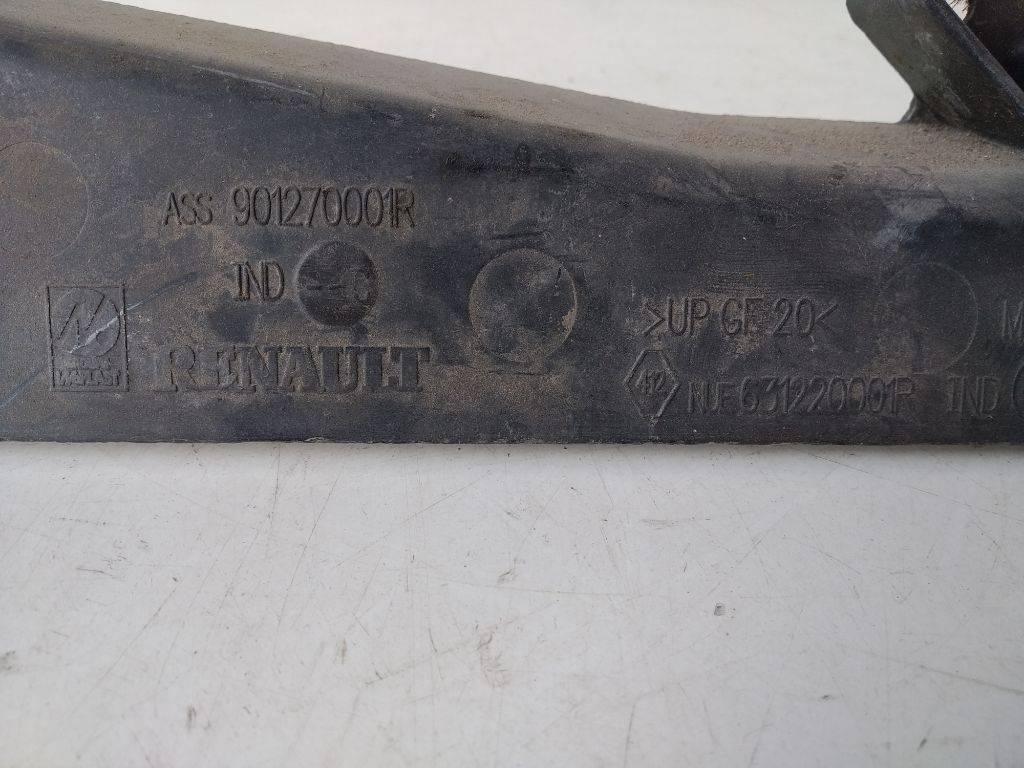 ASS 901270001R
IND --C
RENAULT
>UP GF 20<
NUE 631220001R IND
M